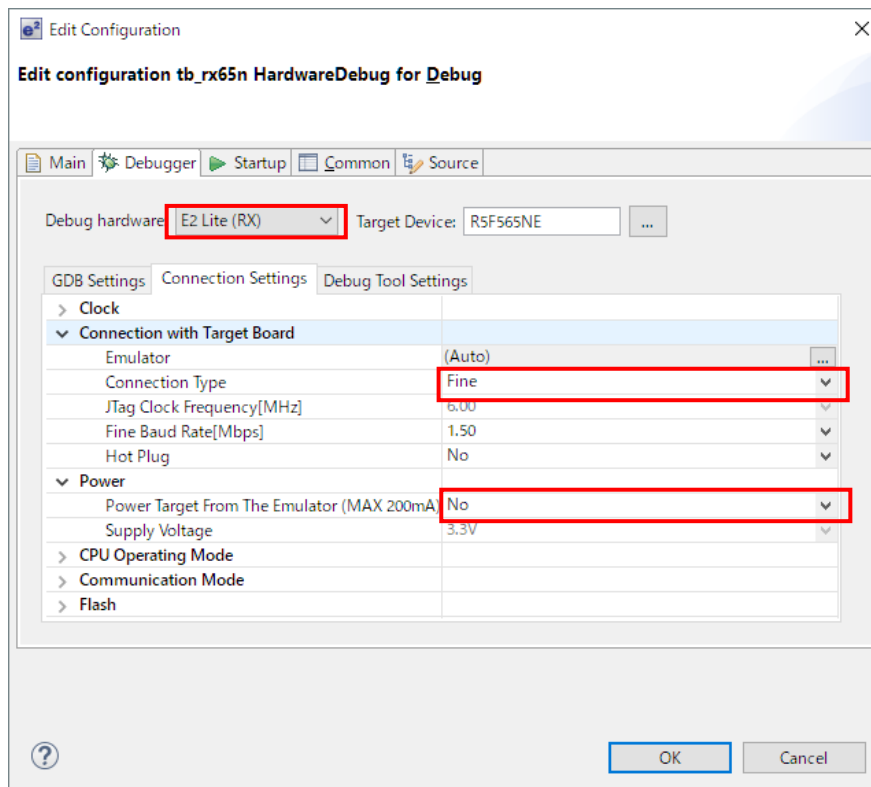 e² Edit Configuration
Edit configuration tb_rx65n HardwareDebug for Debug
Main Debugger Startup Common Source
Debug hardware E2 Lite (RX) Target Device: R5F565NE ...
GDB Settings Connection Settings Debug Tool Settings
Clock
Connection with Target Board
Emulator (Auto) ...
Connection Type Fine
JTag Clock Frequency[MHz] 6.00
Fine Baud Rate[Mbps] 1.50
Hot Plug No
Power
Power Target From The Emulator (MAX 200mA) No
Supply Voltage 3.3V
CPU Operating Mode
Communication Mode
Flash
? OK Cancel